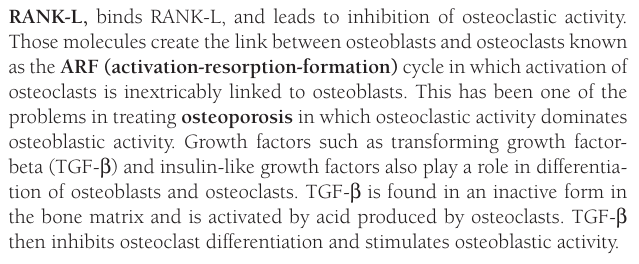 RANK-L, binds RANK-L, and leads to inhibition of osteoclastic activity.
Those molecules create the link between osteoblasts and osteoclasts known
as the ARF (activation-resorption-formation) cycle in which activation of
osteoclasts is inextricably linked to osteoblasts. This has been one of the
problems in treating osteoporosis in which osteoclastic activity dominates
osteoblastic activity. Growth factors such as transforming growth factor-
beta (TGF-β) and insulin-like growth factors also play a role in differentia-
tion of osteoblasts and osteoclasts. TGF-β is found in an inactive form in
the bone matrix and is activated by acid produced by osteoclasts. TGF-β
then inhibits osteoclast differentiation and stimulates osteoblastic activity.